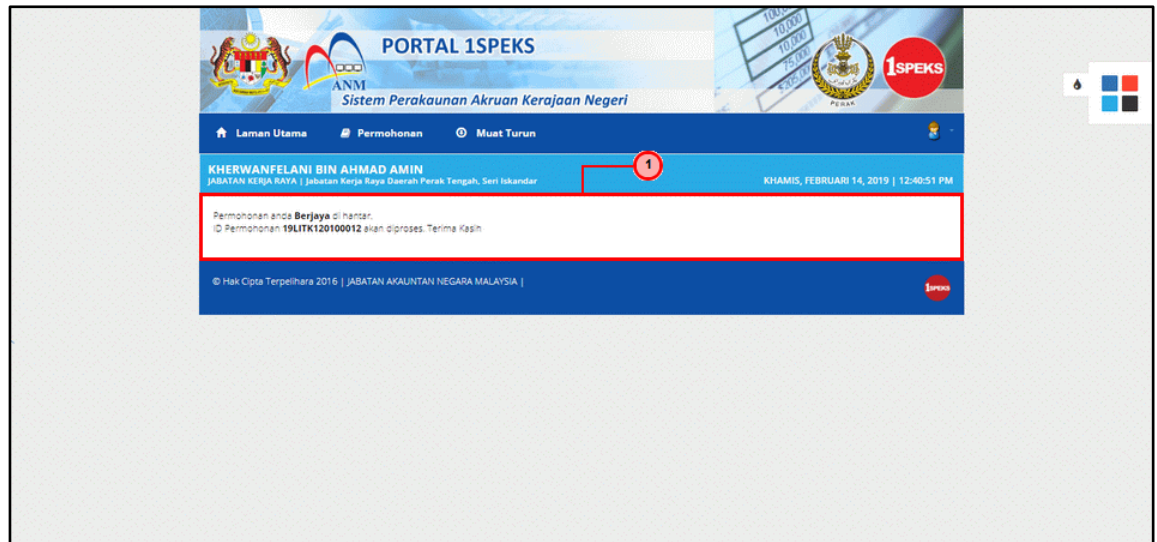 PORTAL 1SPEKS
ANM
Sistem Perakaunan Akruan Kerajaan Negeri
PERAK
1SPEKS
Laman Utama Permohonan Muat Turun
KHERWANFELANI BIN AHMAD AMIN
JABATAN KERJA RAYA | Jabatan Kerja Raya Daerah Perak Tengah, Seri Iskandar
1
KHAMIS, FEBRUARI 14, 2019 | 12:40:51 PM
Permohonan anda Berjaya di hantar.
ID Permohonan 19LITK120100012 akan diproses. Terima Kasih
© Hak Cipta Terpelihara 2016 | JABATAN AKAUNTAN NEGARA MALAYSIA |
1SPEKS